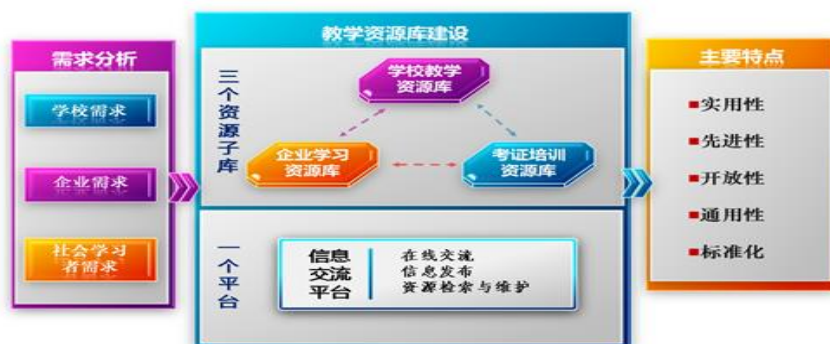 需求分析
学校需求
企业需求
社会学习
者需求
教学资源库建设
三个资源子库
学校教学
资源库
企业学习
资源库
考证培训
资源库
一个平台
信息
交流
平台
在线交流
信息发布
资源检索与维护
主要特点
实用性
先进性
开放性
通用性
标准化